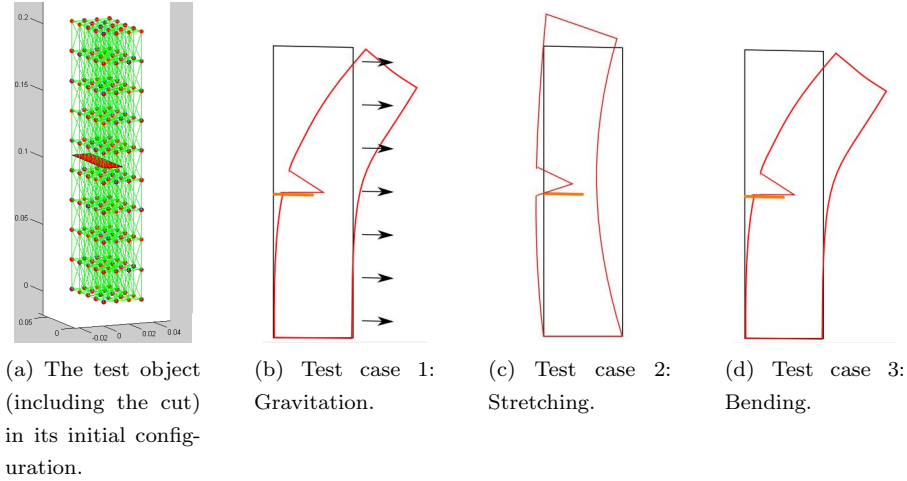 0.2
0.15
0.1
0.05
0
0.05
0
-0.02
0
0.02
0.04
(a) The test object
(including the cut)
in its initial config-
uration.
(b) Test case 1:
Gravitation.
(c) Test case 2:
Stretching.
(d) Test case 3:
Bending.